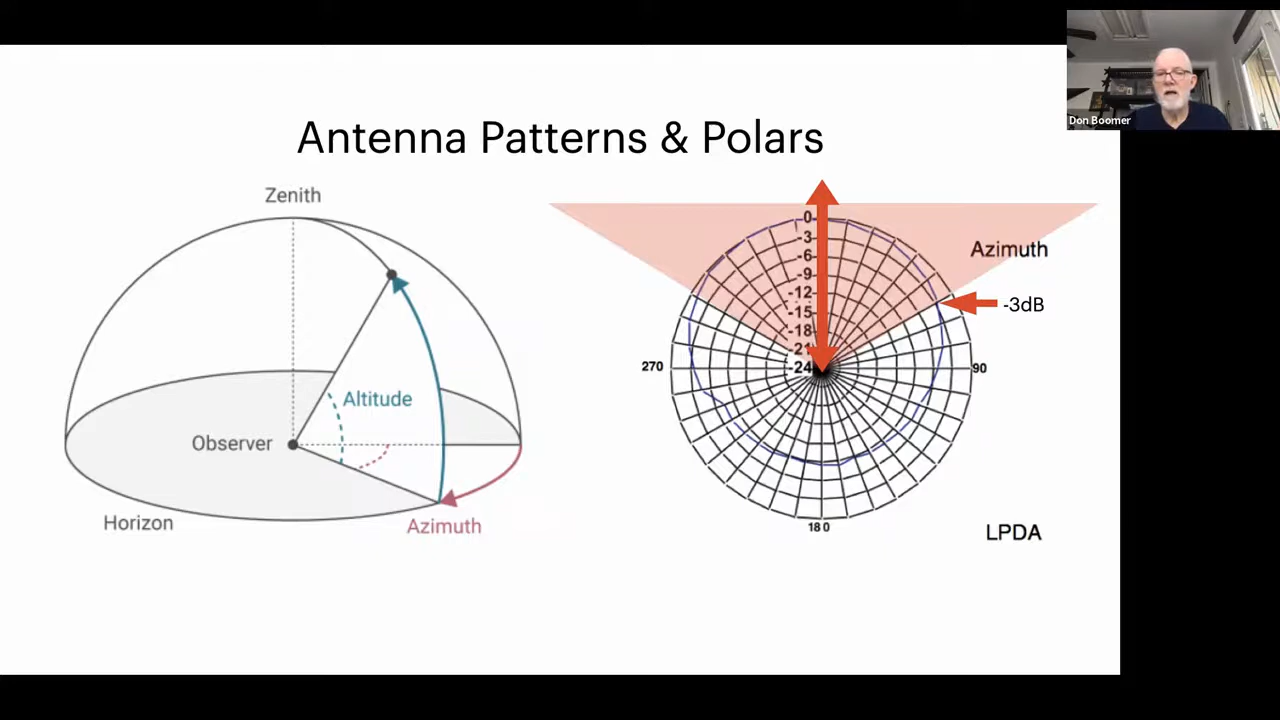 Don Boomer
Antenna Patterns & Polars
Zenith
Altitude
Observer
Horizon
Azimuth
0
-3
-6
-9
-12
-15
-18
-21
-24
Azimuth
-3dB
270
90
180
LPDA